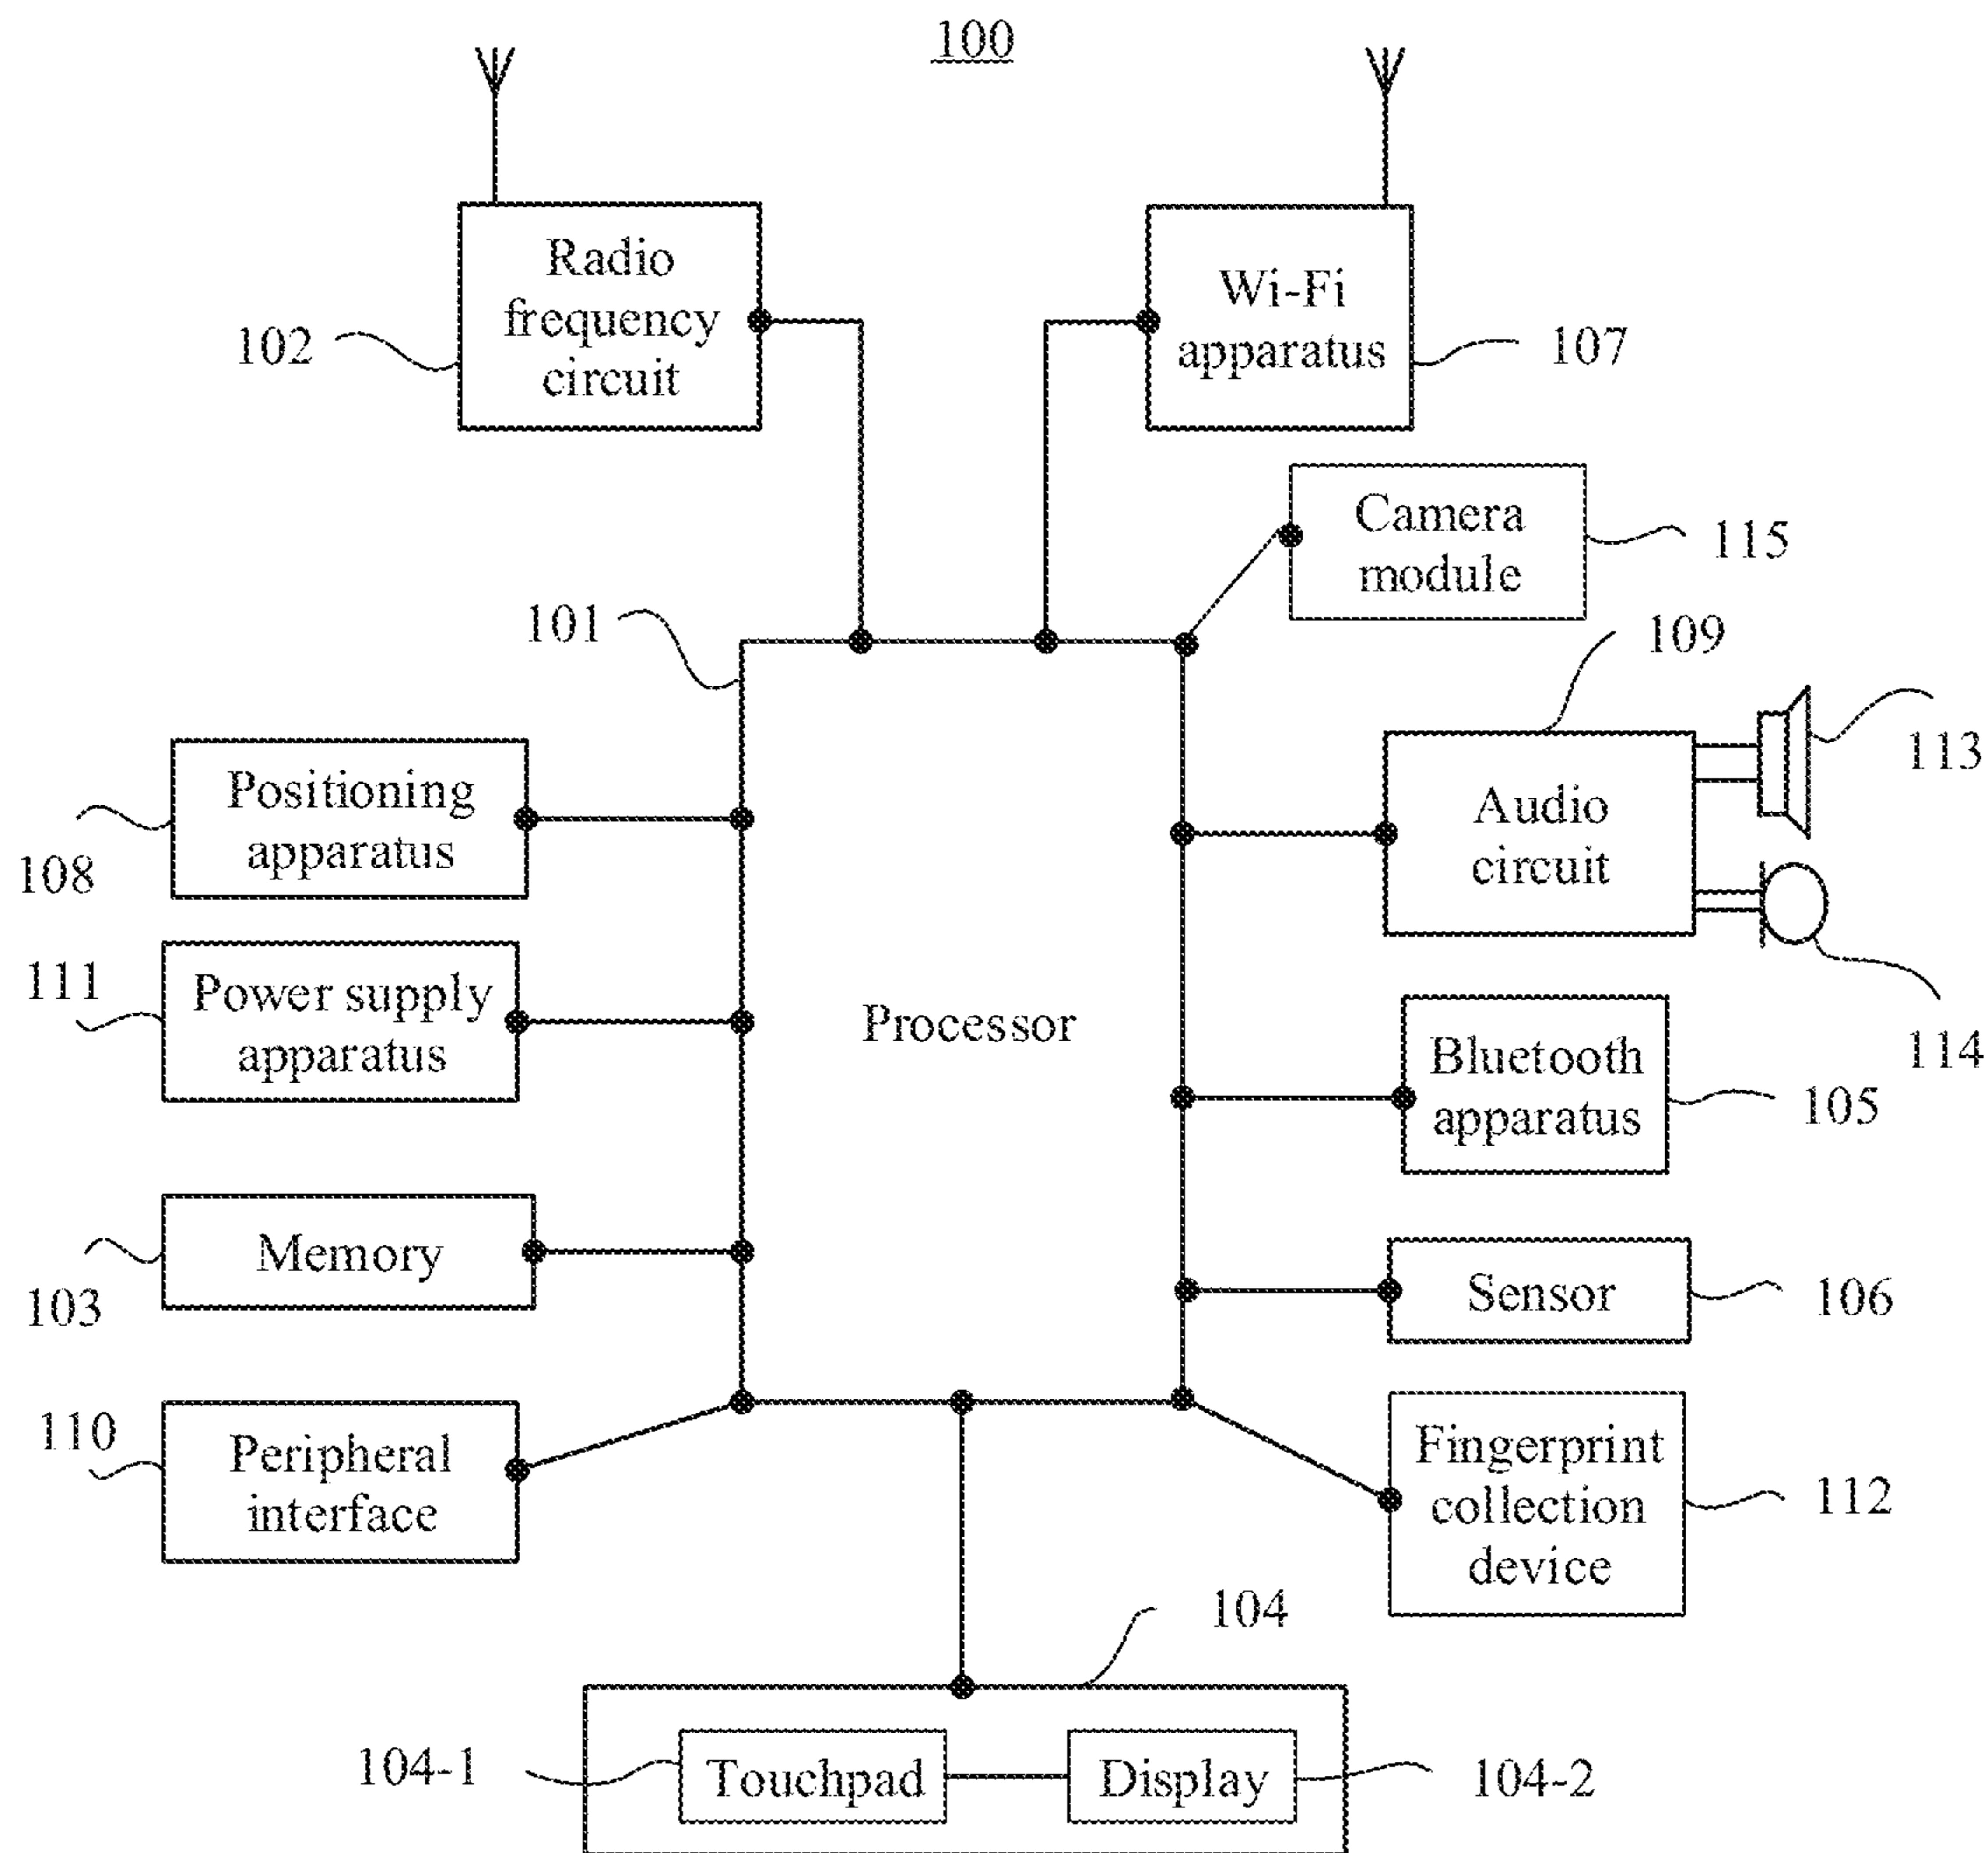 100
Radio
frequency
circuit
102
Wi-Fi
apparatus
107
Camera
module
115
101
109
113
Positioning
apparatus
108
Audio
circuit
114
111
Power supply
apparatus
Processor
Bluetooth
apparatus
105
Memory
103
Sensor
106
110
Peripheral
interface
Fingerprint
collection
device
112
104
104-1
Touchpad
Display
104-2